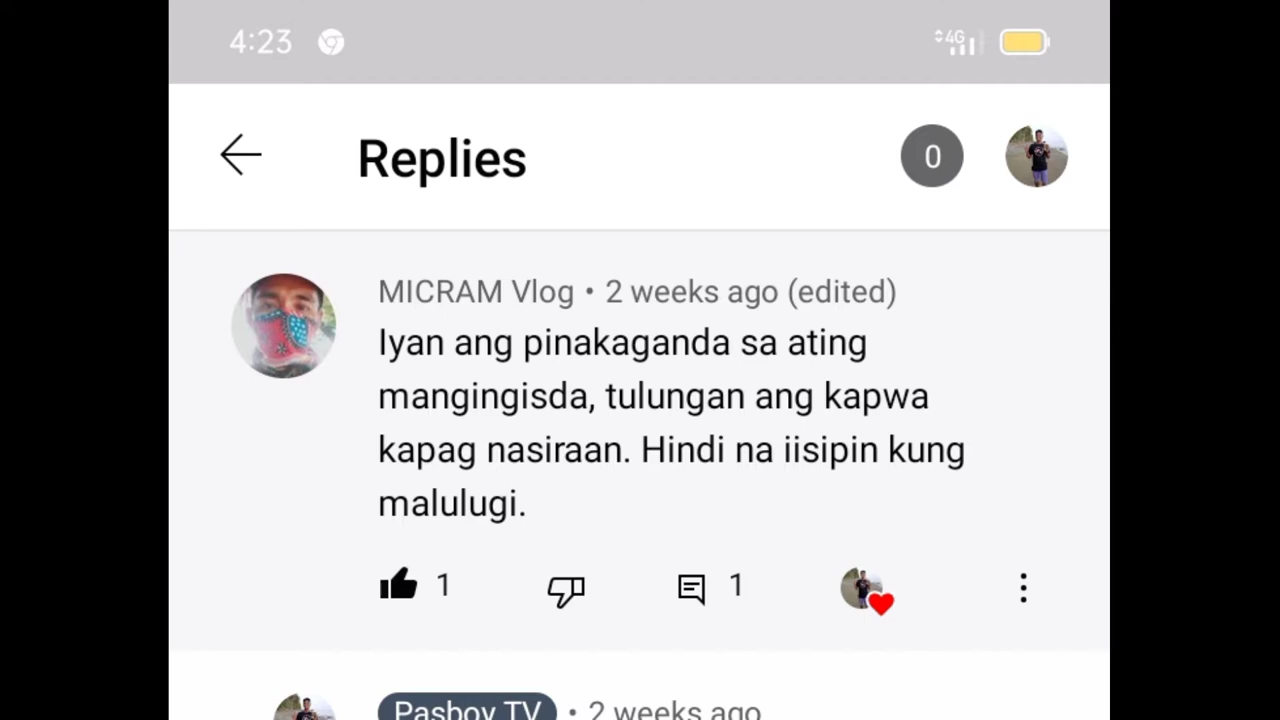 4:23 4G
Replies 0
MICRAM Vlog • 2 weeks ago (edited)
Iyan ang pinakaganda sa ating
mangingisda, tulungan ang kapwa
kapag nasiraan. Hindi na iisipin kung
malulugi.
1 1
Pasboy TV • 2 weeks ago